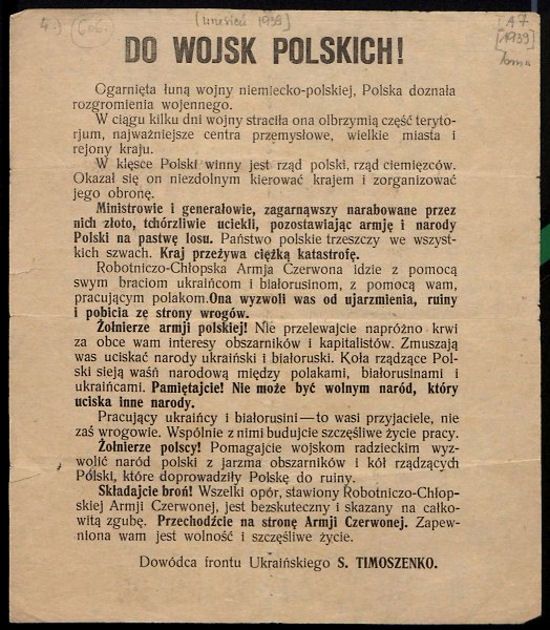 4.)
[wrzesień 1939]
A7
[1939]
DO WOJSK POLSKICH!
Ogarnięta łuną wojny niemiecko-polskiej, Polska doznała
rozgromienia wojennego.
W ciągu kilku dni wojny straciła ona olbrzymią część teryto-
rjum, najważniejsze centra przemysłowe, wielkie miasta i
rejony kraju.
W klęsce Polski winny jest rząd polski, rząd ciemięzców.
Okazał się on niezdolnym kierować krajem i zorganizować
jego obronę.
Ministrowie i generałowie, zagarnąwszy narabowane przez
nich złoto, tchórzliwie uciekli, pozostawiając armję i narody
Polski na pastwę losu. Państwo polskie trzeszczy we wszyst-
kich szwach. Kraj przeżywa ciężką katastrofę.
Robotniczo-Chłopska Armja Czerwona idzie z pomocą
swym braciom ukraińcom i białorusinom, z pomocą wam,
pracującym polakom. Ona wyzwoli was od ujarzmienia, ruiny
i pobicia ze strony wrogów.
Żołnierze armji polskiej! Nie przelewajcie napróżno krwi
za obce wam interesy obszarników i kapitalistów. Zmuszają
was uciskać narody ukraiński i białoruski. Koła rządzące Pol-
ski sieją waśń narodową między polakami, białorusinami i
ukraińcami. Pamiętajcie! Nie może być wolnym naród, który
uciska inne narody.
Pracujący ukraińcy i białorusini—to wasi przyjaciele, nie
zaś wrogowie. Wspólnie z nimi budujcie szczęśliwe życie pracy.
Żołnierze polscy! Pomagajcie wojskom radzieckim wyz-
wolić naród polski z jarzma obszarników i kół rządzących
Polski, które doprowadziły Polskę do ruiny.
Składajcie broń! Wszelki opór, stawiony Robotniczo-Chłop-
skiej Armji Czerwonej, jest bezskuteczny i skazany na całko-
witą zgubę. Przechodźcie na stronę Armji Czerwonej. Zapew-
niona wam jest wolność i szczęśliwe życie.
Dowódca frontu Ukraińskiego S. TIMOSZENKO.